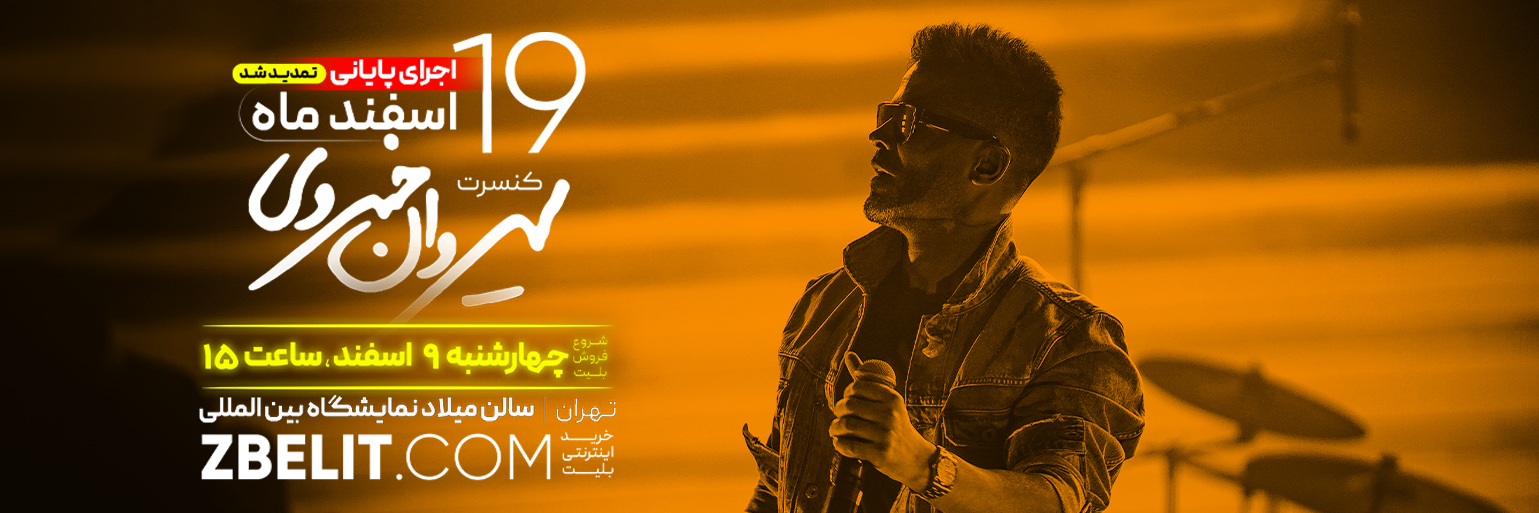 19
اجرای پایانی تمدید شد
اسفند ماه
کنسرت
سیروان خسروی
شروع
فروش
بلیت
چهارشنبه ۹ اسفند، ساعت ۱۵
تهران | سالن میلاد نمایشگاه بین المللی
خرید
اینترنتی
بلیت
ZBELIT.COM